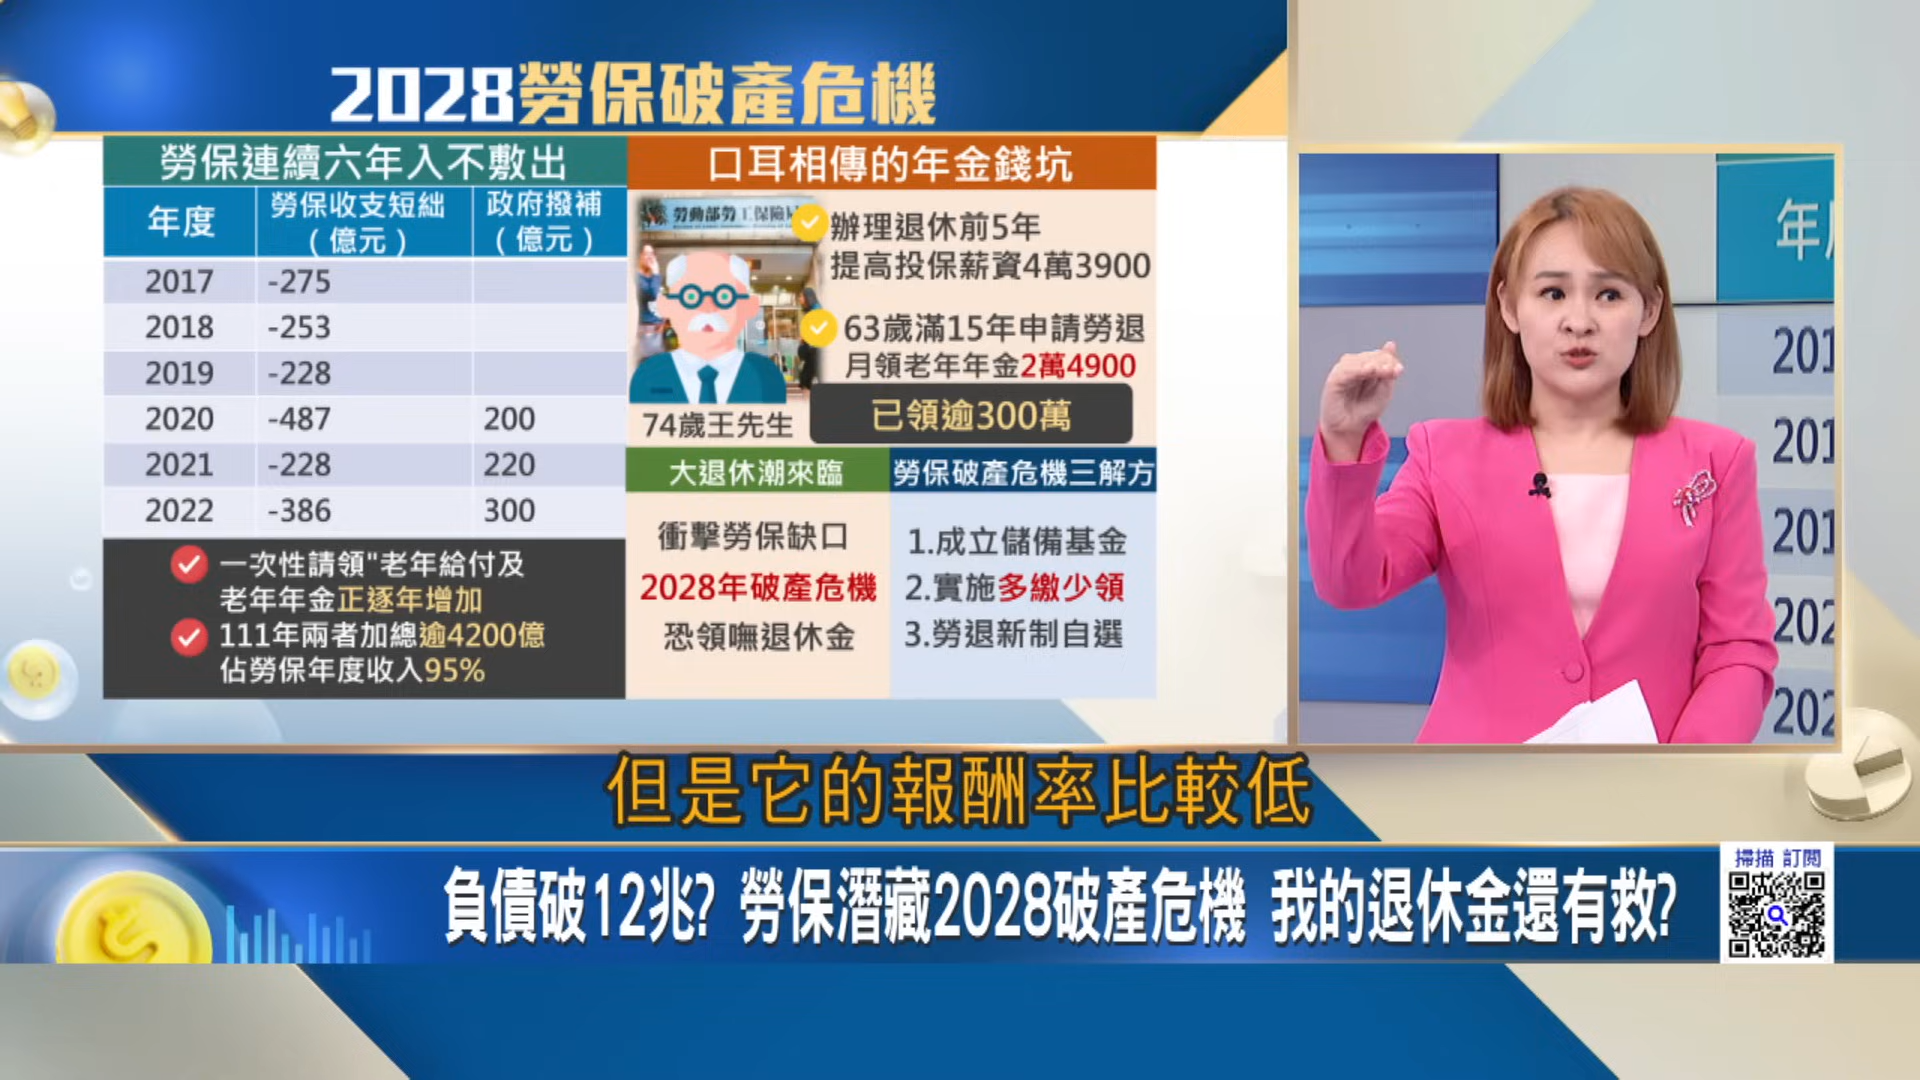 2028勞保破產危機
勞保連續六年入不敷出
年度
勞保收支短絀
(億元)
政府撥補
(億元)
2017 -275
2018 -253
2019 -228
2020 -487 200
2021 -228 220
2022 -386 300
一次性請領"老年給付及
老年年金正逐年增加
111年兩者加總逾4200億
佔勞保年度收入95%
口耳相傳的年金錢坑
勞動部勞工保險局
辦理退休前5年
提高投保薪資4萬3900
63歲滿15年申請勞退
月領老年年金2萬4900
74歲王先生
已領逾300萬
大退休潮來臨
衝擊勞保缺口
2028年破產危機
恐領嘸退休金
勞保破產危機三解方
1.成立儲備基金
2.實施多繳少領
3.勞退新制自選
年
201
201
201
202
202
但是它的報酬率比較低
負債破12兆? 勞保潛藏2028破產危機 我的退休金還有救?
掃描 訂閱